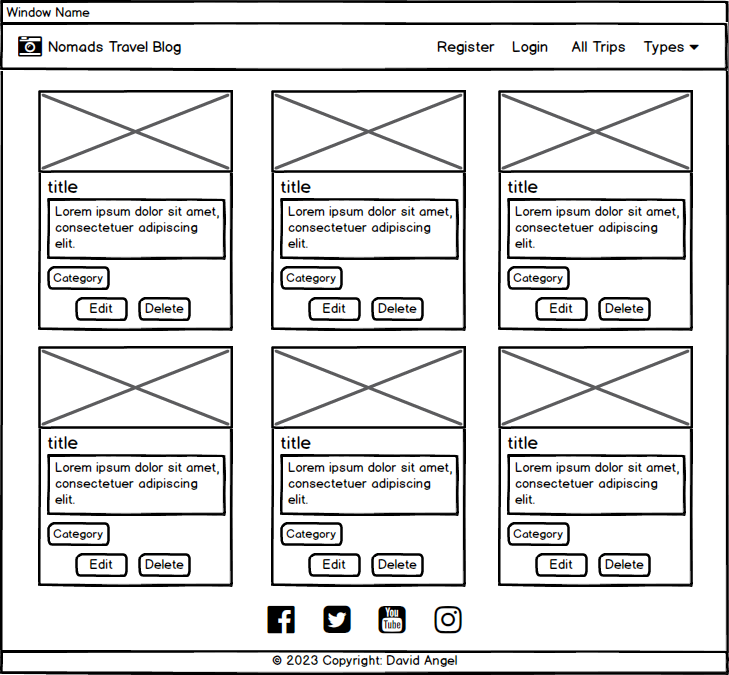 Window Name
Nomads Travel Blog
Register Login All Trips Types
title
Lorem ipsum dolor sit amet,
consectetuer adipiscing
elit.
Category
Edit Delete
title
Lorem ipsum dolor sit amet,
consectetuer adipiscing
elit.
Category
Edit Delete
title
Lorem ipsum dolor sit amet,
consectetuer adipiscing
elit.
Category
Edit Delete
title
Lorem ipsum dolor sit amet,
consectetuer adipiscing
elit.
Category
Edit Delete
title
Lorem ipsum dolor sit amet,
consectetuer adipiscing
elit.
Category
Edit Delete
title
Lorem ipsum dolor sit amet,
consectetuer adipiscing
elit.
Category
Edit Delete
You
Tube
© 2023 Copyright: David Angel